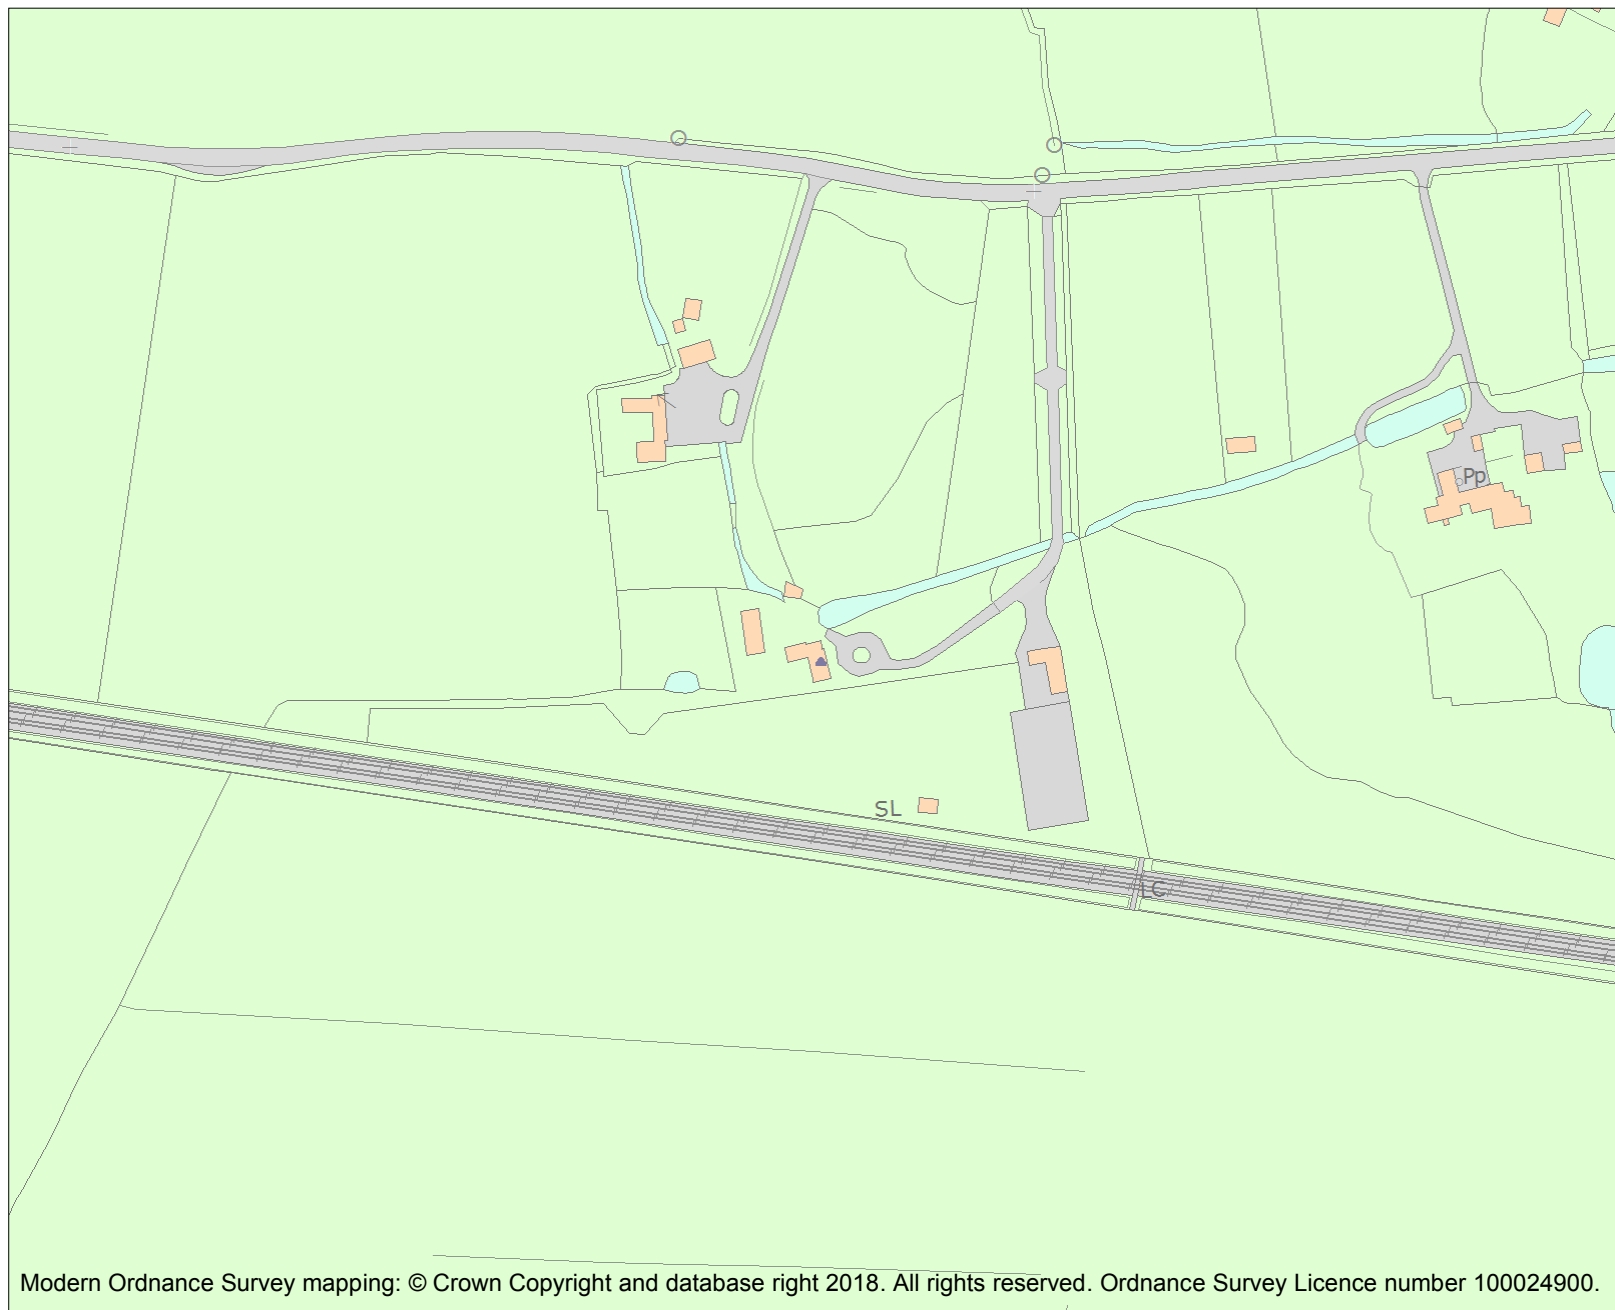 Pp
SL
LC
Modern Ordnance Survey mapping: © Crown Copyright and database right 2018. All rights reserved. Ordnance Survey Licence number 100024900.